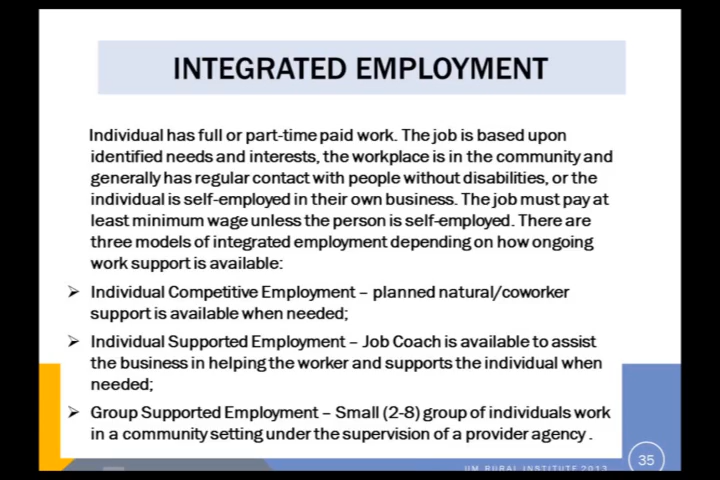 INTEGRATED EMPLOYMENT
Individual has full or part-time paid work. The job is based upon
identified needs and interests, the workplace is in the community and
generally has regular contact with people without disabilities, or the
individual is self-employed in their own business. The job must pay at
least minimum wage unless the person is self-employed. There are
three models of integrated employment depending on how ongoing
work support is available:
➢ Individual Competitive Employment – planned natural/coworker
support is available when needed;
➢ Individual Supported Employment – Job Coach is available to assist
the business in helping the worker and supports the individual when
needed;
➢ Group Supported Employment – Small (2-8) group of individuals work
in a community setting under the supervision of a provider agency .
UM RURAL INSTITUTE 2013
35